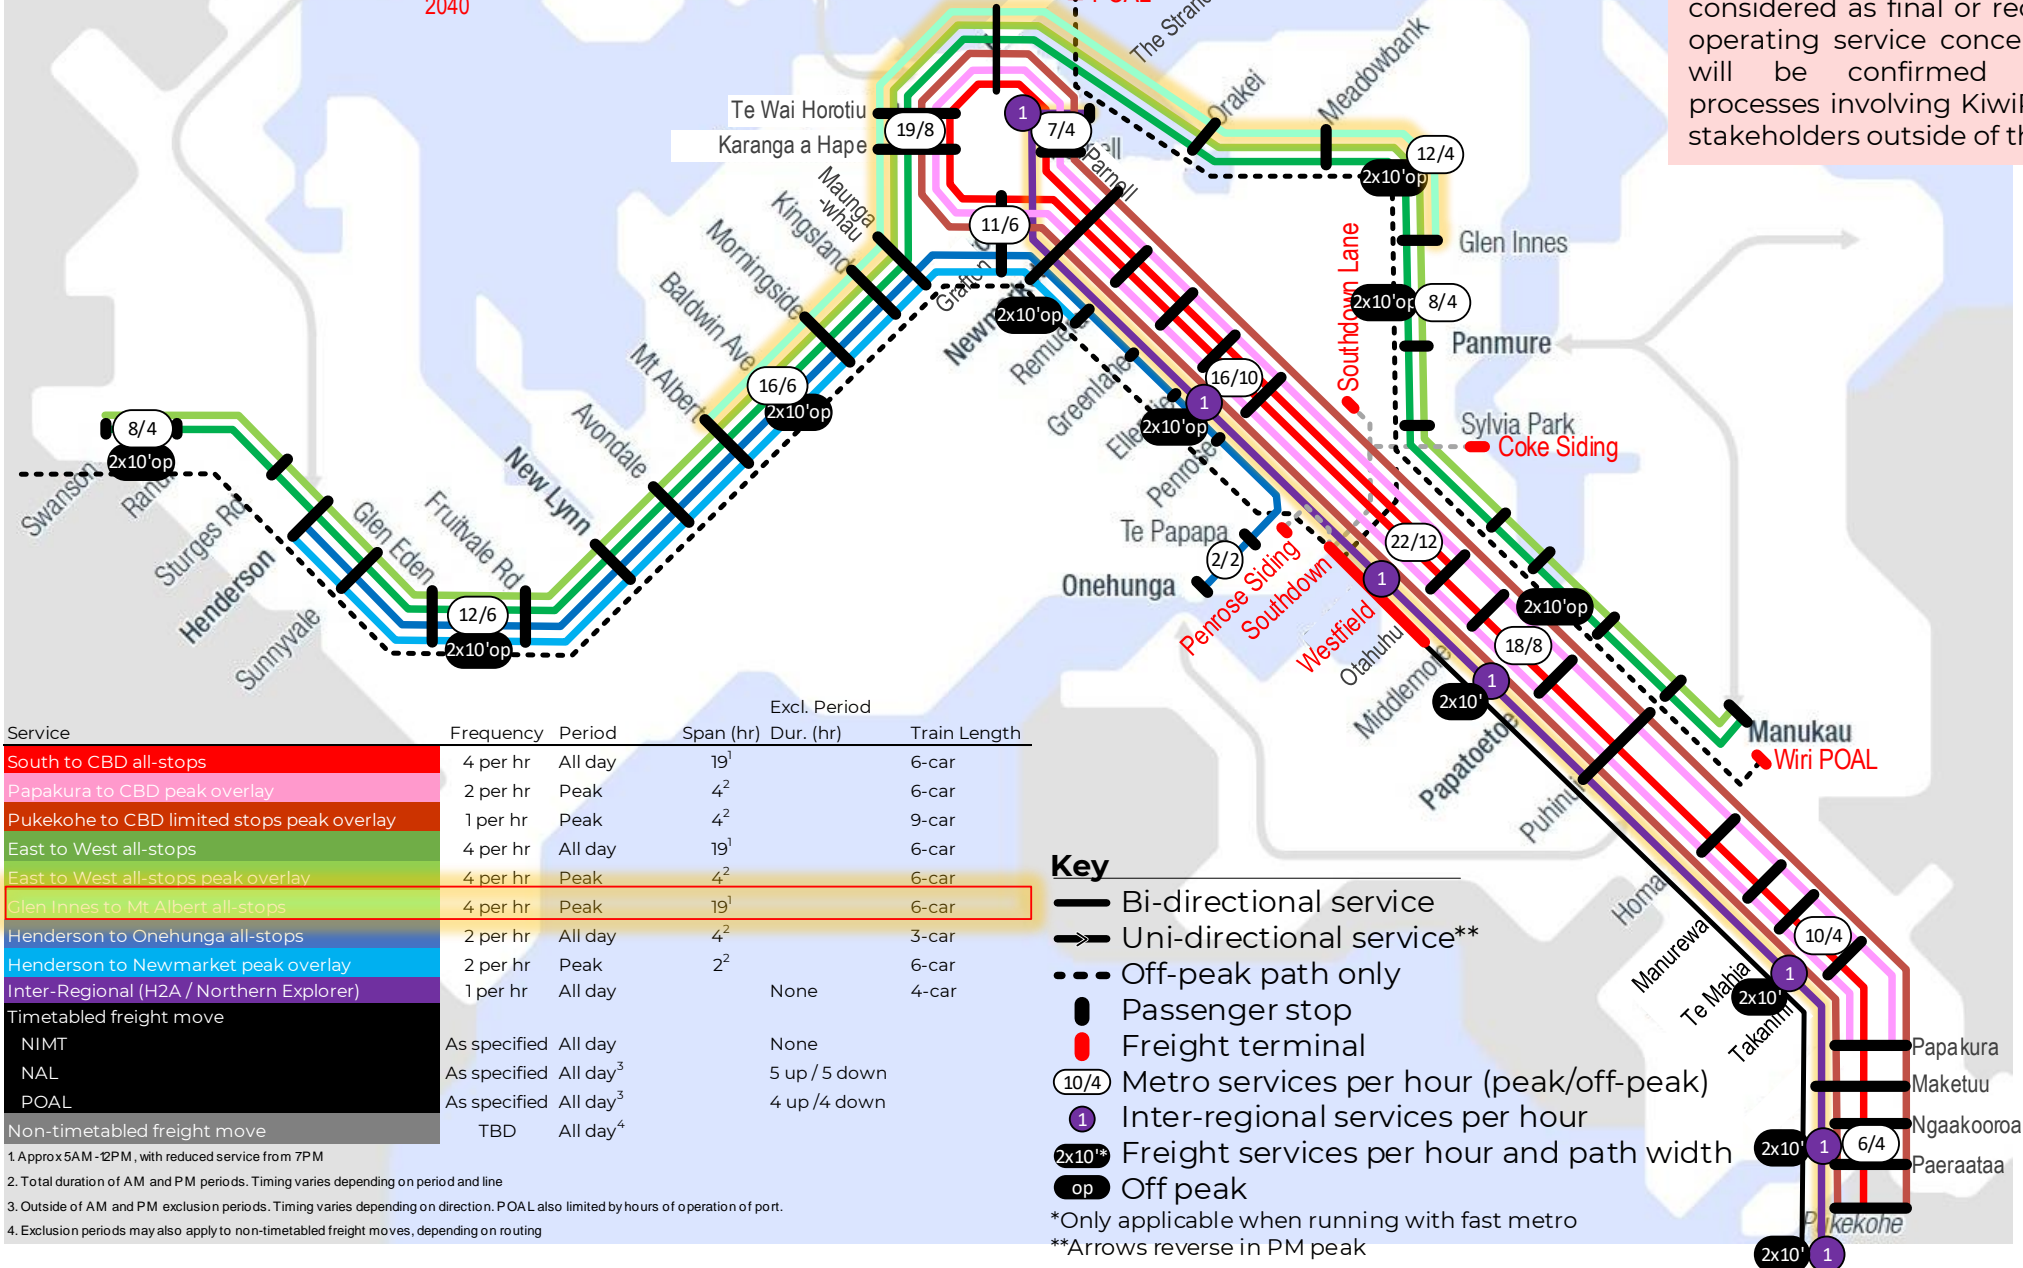 2040
POAL
considered as final or rec
operating service conce
will be confirmed
processes involving KiwiR
stakeholders outside of th
The Strand
Orakei
Meadowbank
Te Wai Horotiu
Karanga a Hape
19/8
1
7/4
Parnell
12/4
2x10'op
Maunga
-whau
Kingsland
Morningside
Baldwin Ave
Mt Albert
Avondale
New Lynn
Fruitvale Rd
Glen Eden
Sunnyvale
Henderson
Sturges Rd
Ranui
Swanson
8/4
2x10'op
12/6
2x10'op
16/6
2x10'op
11/6
Grafton
Newmarket
2x10'op
Remuera
Greenlane
Ellerslie
2x10'op
Penrose
16/10
1
Te Papapa
2/2
Onehunga
Penrose Siding
Southdown
Westfield
Otahuhu
Middlemore
Papatoetoe
Puhinui
Homai
Manurewa
Te Mahia
Takanini
Southdown Lane
Glen Innes
2x10'op
8/4
Panmure
Sylvia Park
Coke Siding
22/12
1
2x10'op
18/8
1
2x10'
Manukau
Wiri POAL
10/4
1
2x10'
Papakura
Maketuu
Ngaakooroa
Paeraataa
2x10'
1
6/4
Pukekohe
2x10'
1
Excl. Period
Service Frequency Period Span (hr) Dur. (hr) Train Length
South to CBD all-stops 4 per hr All day 19¹ 6-car
Papakura to CBD peak overlay 2 per hr Peak 4² 6-car
Pukekohe to CBD limited stops peak overlay 1 per hr Peak 4² 9-car
East to West all-stops 4 per hr All day 19¹ 6-car
East to West all-stops peak overlay 4 per hr Peak 4² 6-car
Glen Innes to Mt Albert all-stops 4 per hr Peak 19¹ 6-car
Henderson to Onehunga all-stops 2 per hr All day 4² 3-car
Henderson to Newmarket peak overlay 2 per hr Peak 2² 6-car
Inter-Regional (H2A / Northern Explorer) 1 per hr All day None 4-car
Timetabled freight move
NIMT As specified All day None
NAL As specified All day³ 5 up / 5 down
POAL As specified All day³ 4 up /4 down
Non-timetabled freight move TBD All day⁴
1. Approx 5AM -12PM, with reduced service from 7PM
2. Total duration of AM and PM periods. Timing varies depending on period and line
3. Outside of AM and PM exclusion periods. Timing varies depending on direction. POAL also limited by hours of operation of port.
4. Exclusion periods may also apply to non-timetabled freight moves, depending on routing
Key
Bi-directional service
Uni-directional service**
Off-peak path only
Passenger stop
Freight terminal
10/4 Metro services per hour (peak/off-peak)
1 Inter-regional services per hour
2x10'* Freight services per hour and path width
op Off peak
*Only applicable when running with fast metro
**Arrows reverse in PM peak